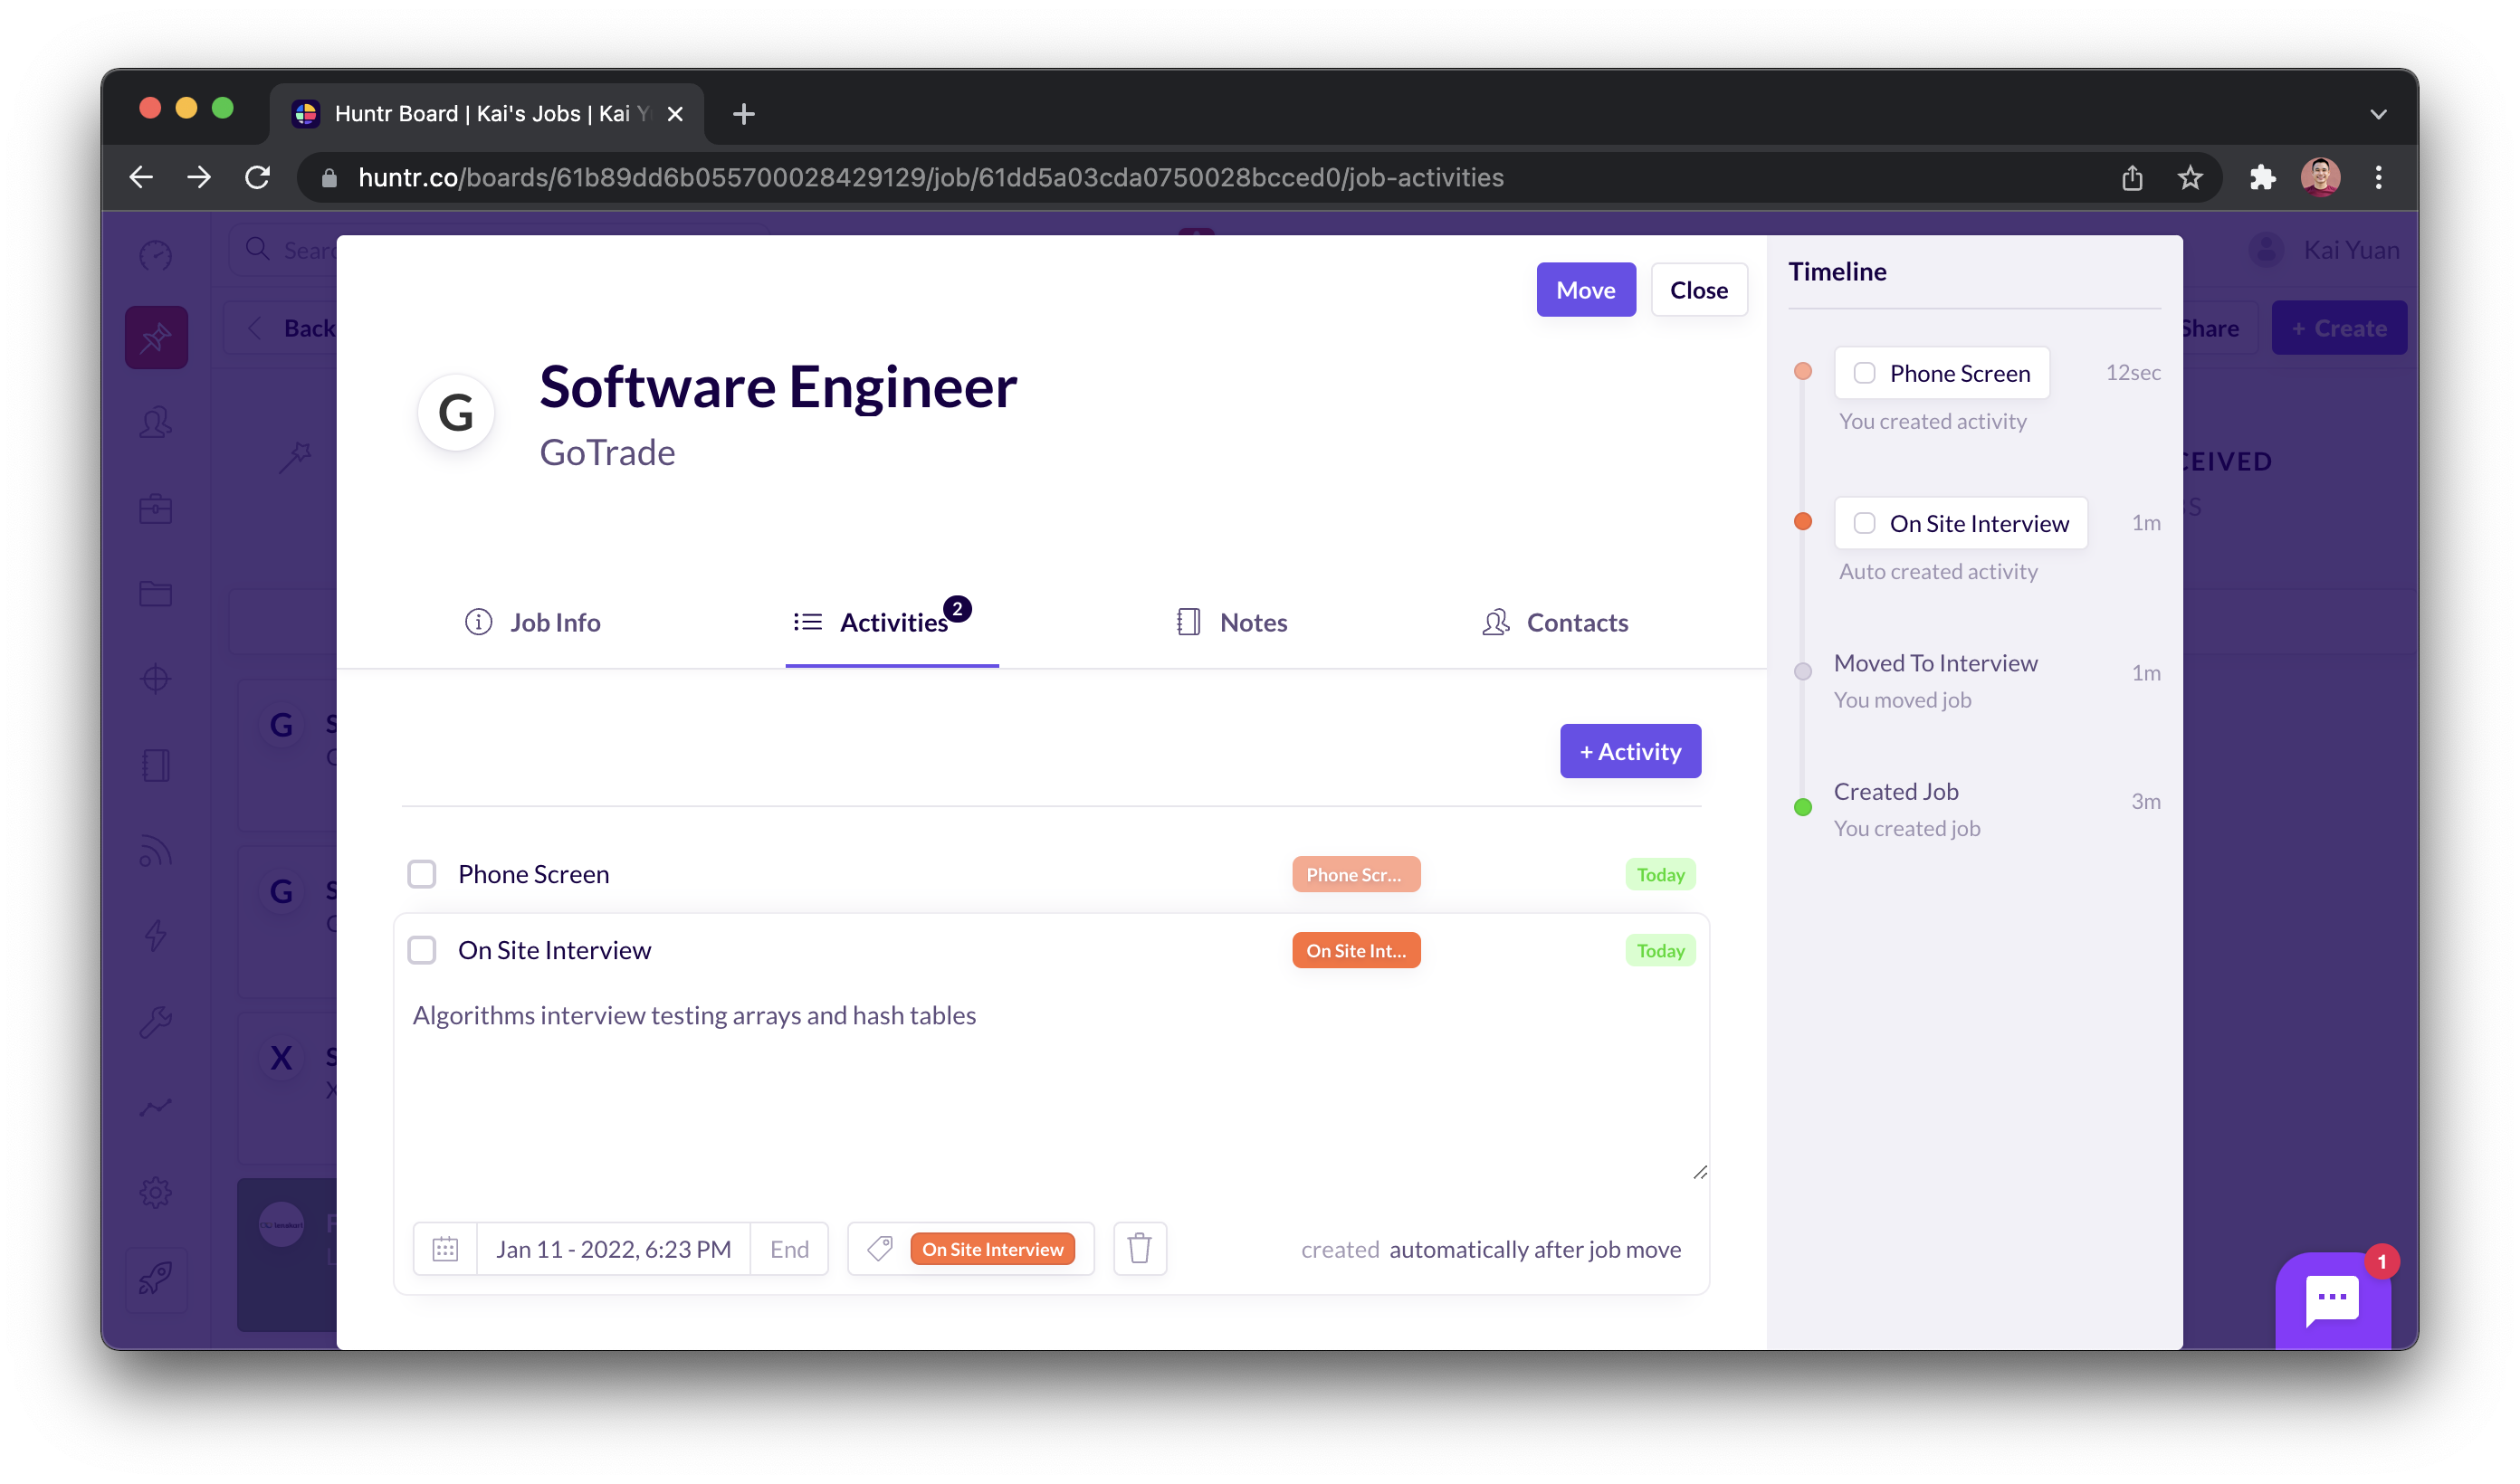 Huntr Board | Kai's Jobs | Kai Y
huntr.co/boards/61b89dd6b055700028429129/job/61dd5a03cda0750028bcced0/job-activities
Kai Yuan
Back
Share
+ Create
Move
Close
Software Engineer
G
GoTrade
Job Info
Activities
2
Notes
Contacts
+ Activity
Phone Screen
Phone Scr...
Today
On Site Interview
On Site Int...
Today
Algorithms interview testing arrays and hash tables
Jan 11 - 2022, 6:23 PM
End
On Site Interview
created automatically after job move
Timeline
Phone Screen
12sec
You created activity
On Site Interview
1m
Auto created activity
Moved To Interview
1m
You moved job
Created Job
3m
You created job
G
G
X
1